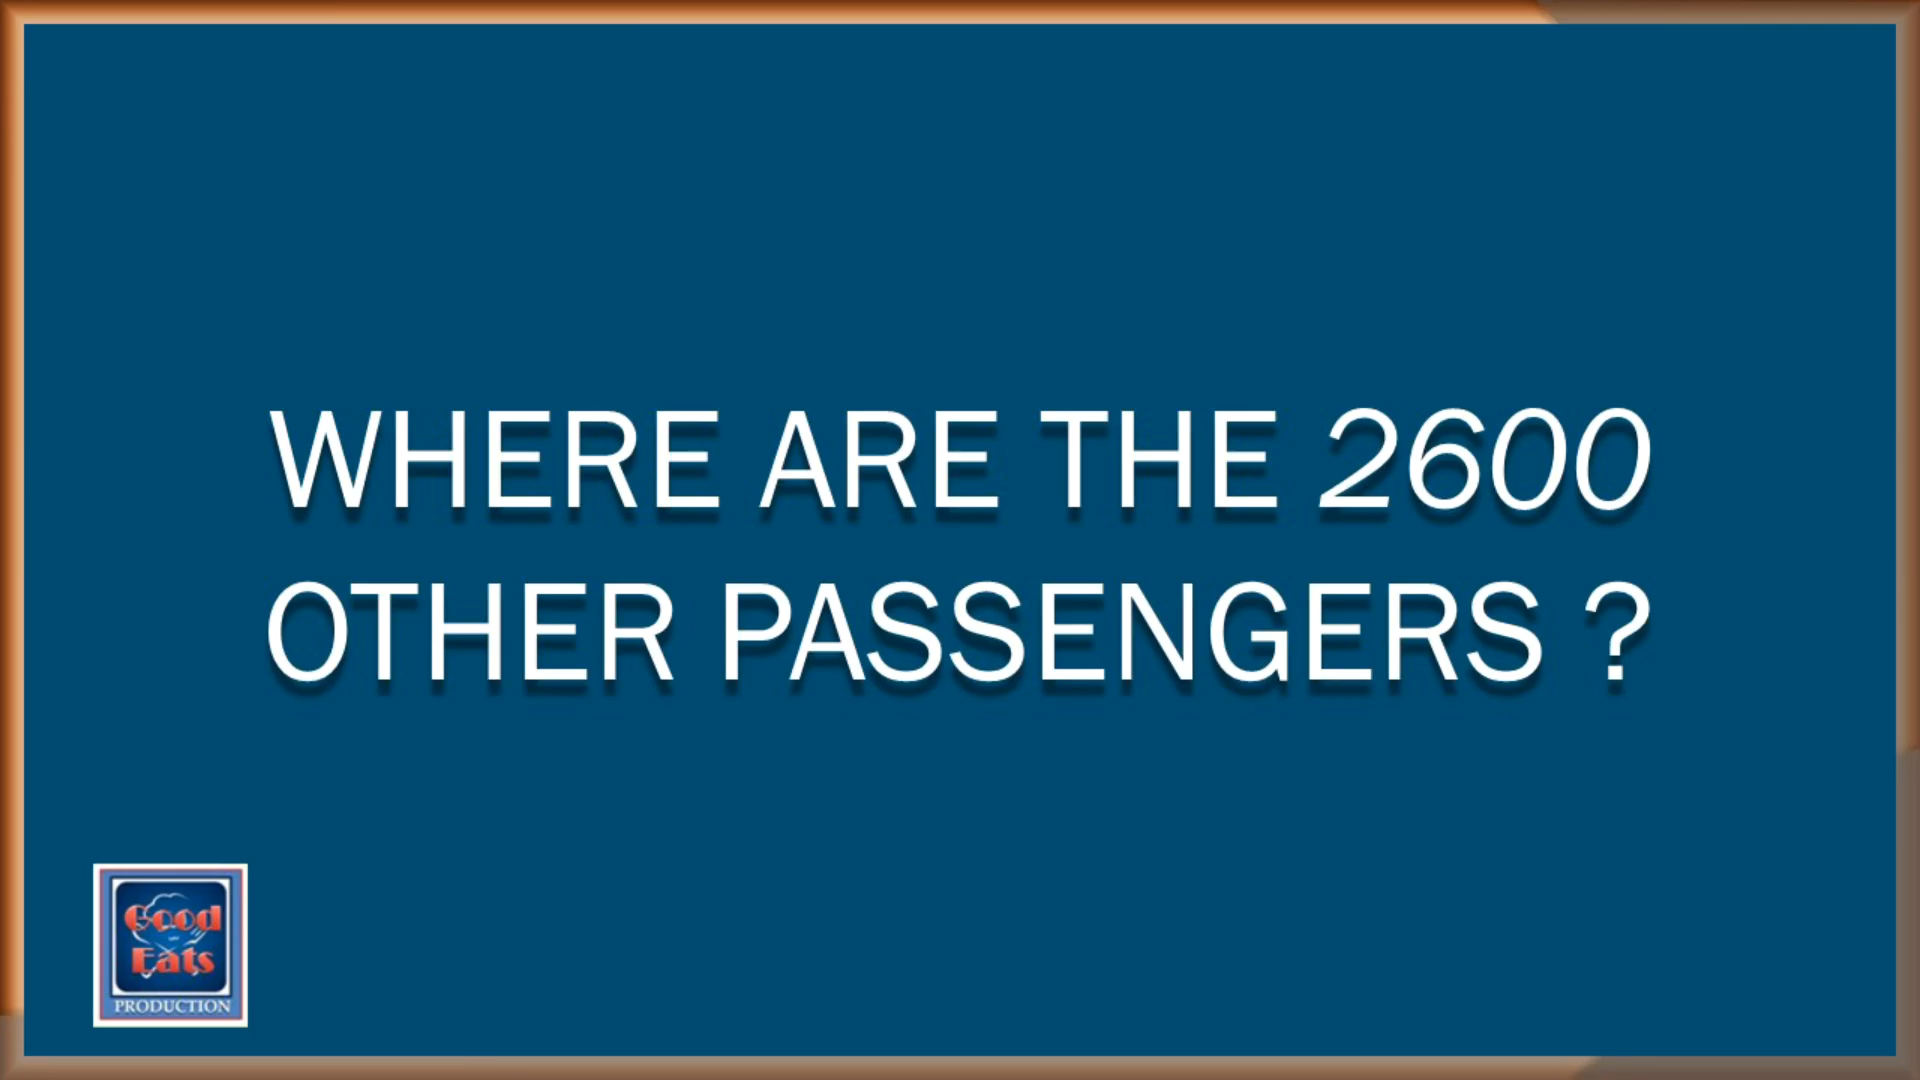 WHERE ARE THE 2600
OTHER PASSENGERS ?
Good
Eats
PRODUCTION